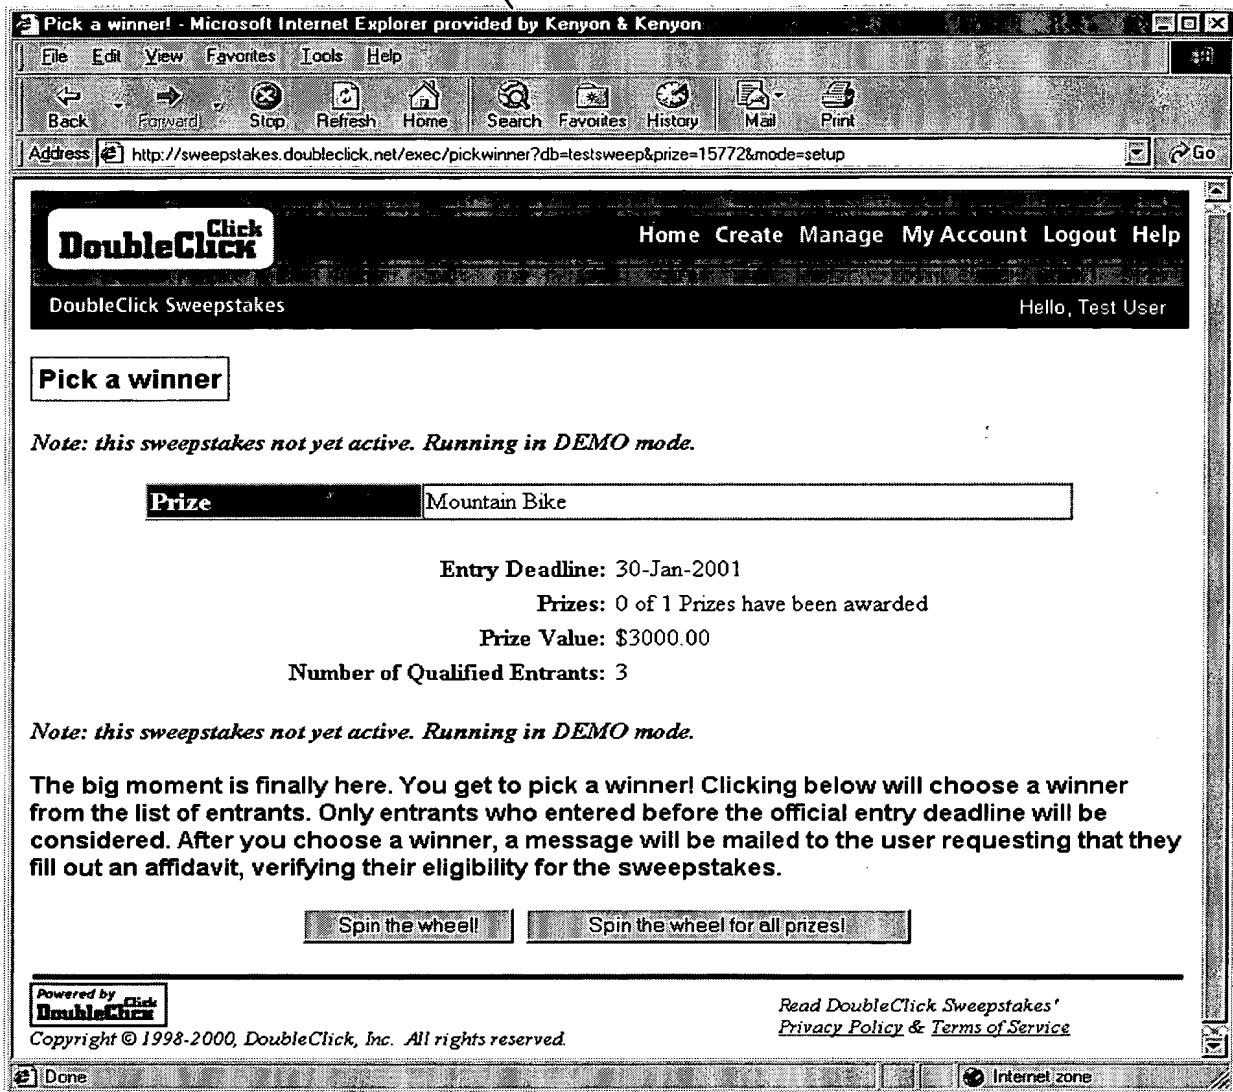 Pick a winner! - Microsoft Internet Explorer provided by Kenyon & Kenyon
File Edit View Favorites Tools Help
Back Forward Stop Refresh Home Search Favorites History Mail Print
Address http://sweepstakes.doubleclick.net/exec/pickwinner?db=testsweep&prize=15772&mode=setup Go
Click
DoubleClick
Home Create Manage My Account Logout Help
DoubleClick Sweepstakes Hello, Test User
Pick a winner
Note: this sweepstakes not yet active. Running in DEMO mode.
Prize Mountain Bike
Entry Deadline: 30-Jan-2001
Prizes: 0 of 1 Prizes have been awarded
Prize Value: $3000.00
Number of Qualified Entrants: 3
Note: this sweepstakes not yet active. Running in DEMO mode.
The big moment is finally here. You get to pick a winner! Clicking below will choose a winner
from the list of entrants. Only entrants who entered before the official entry deadline will be
considered. After you choose a winner, a message will be mailed to the user requesting that they
fill out an affidavit, verifying their eligibility for the sweepstakes.
Spin the wheel! Spin the wheel for all prizes!
Powered by
Click
DoubleClick
Read DoubleClick Sweepstakes'
Privacy Policy & Terms of Service
Copyright © 1998-2000, DoubleClick, Inc. All rights reserved.
Done Internet zone